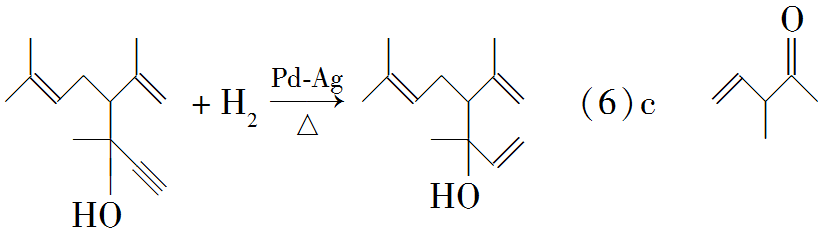 + H₂ Pd-Ag △ (6)c O
HO HO